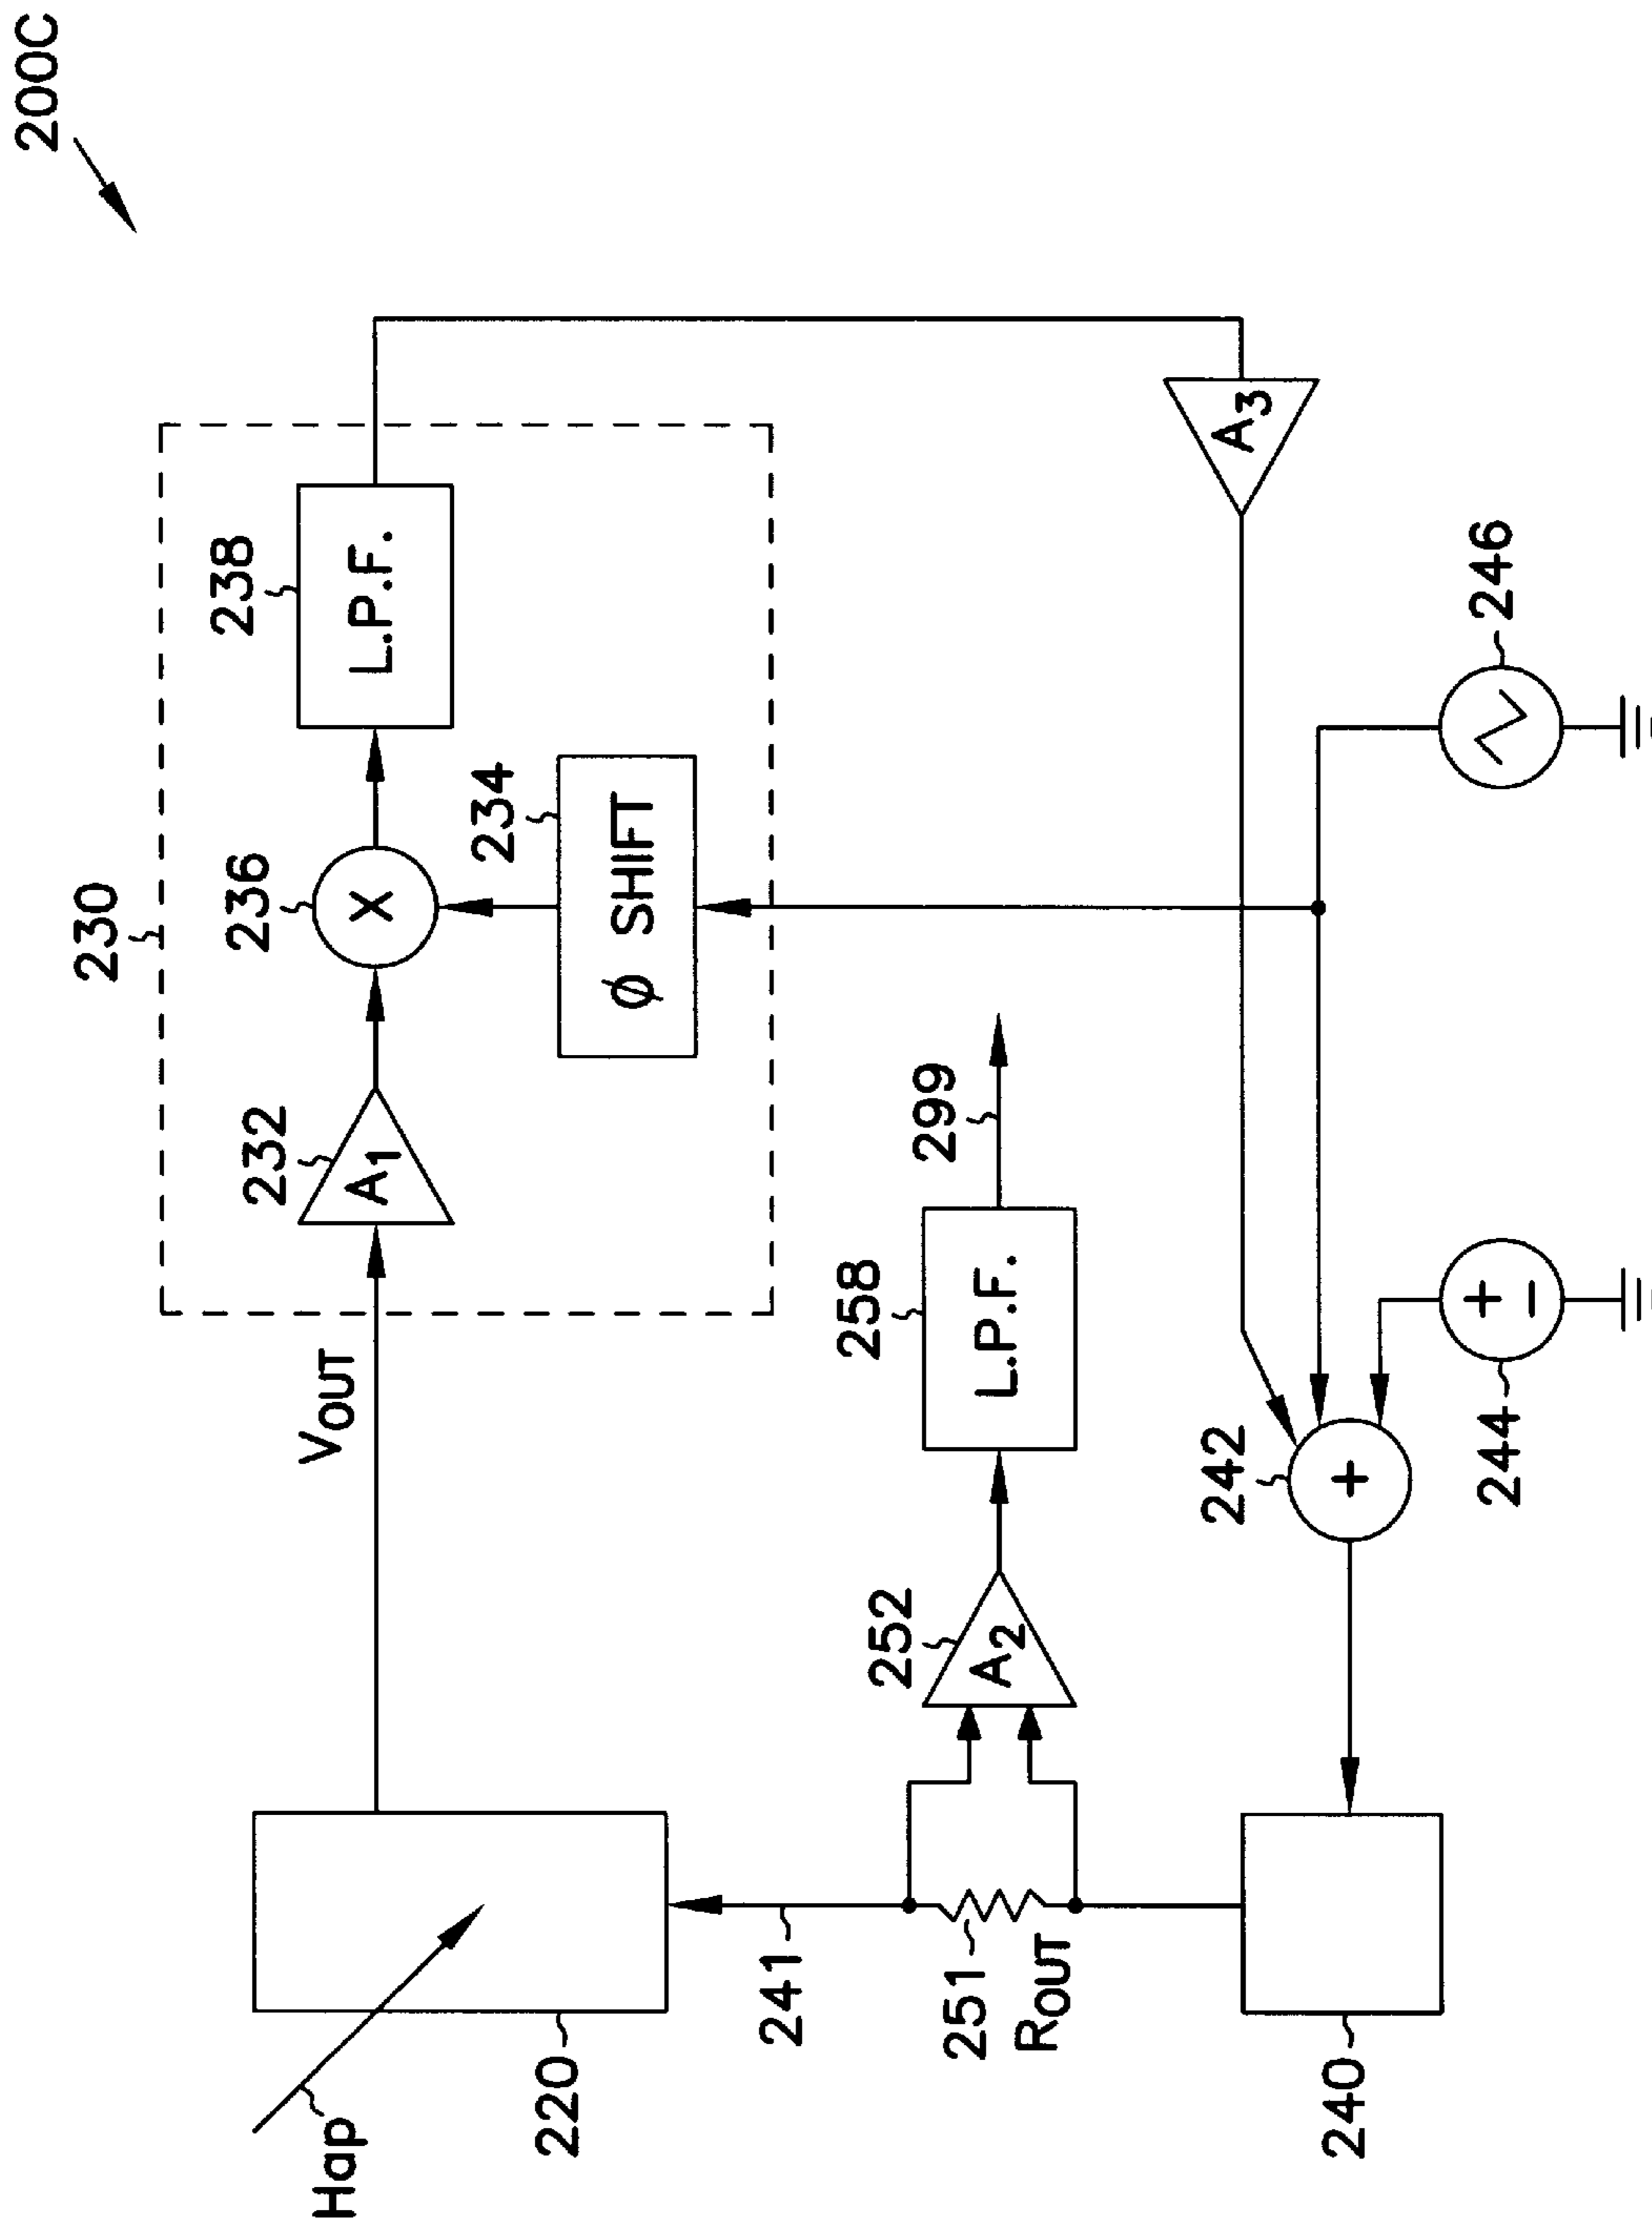 200C
230
238
L.P.F.
236
X
234
φ SHIFT
232
A1
VOUT
Hap
220
299
258
L.P.F.
252
A2
241
251
ROUT
A3
246
242
+
244
+
−
240